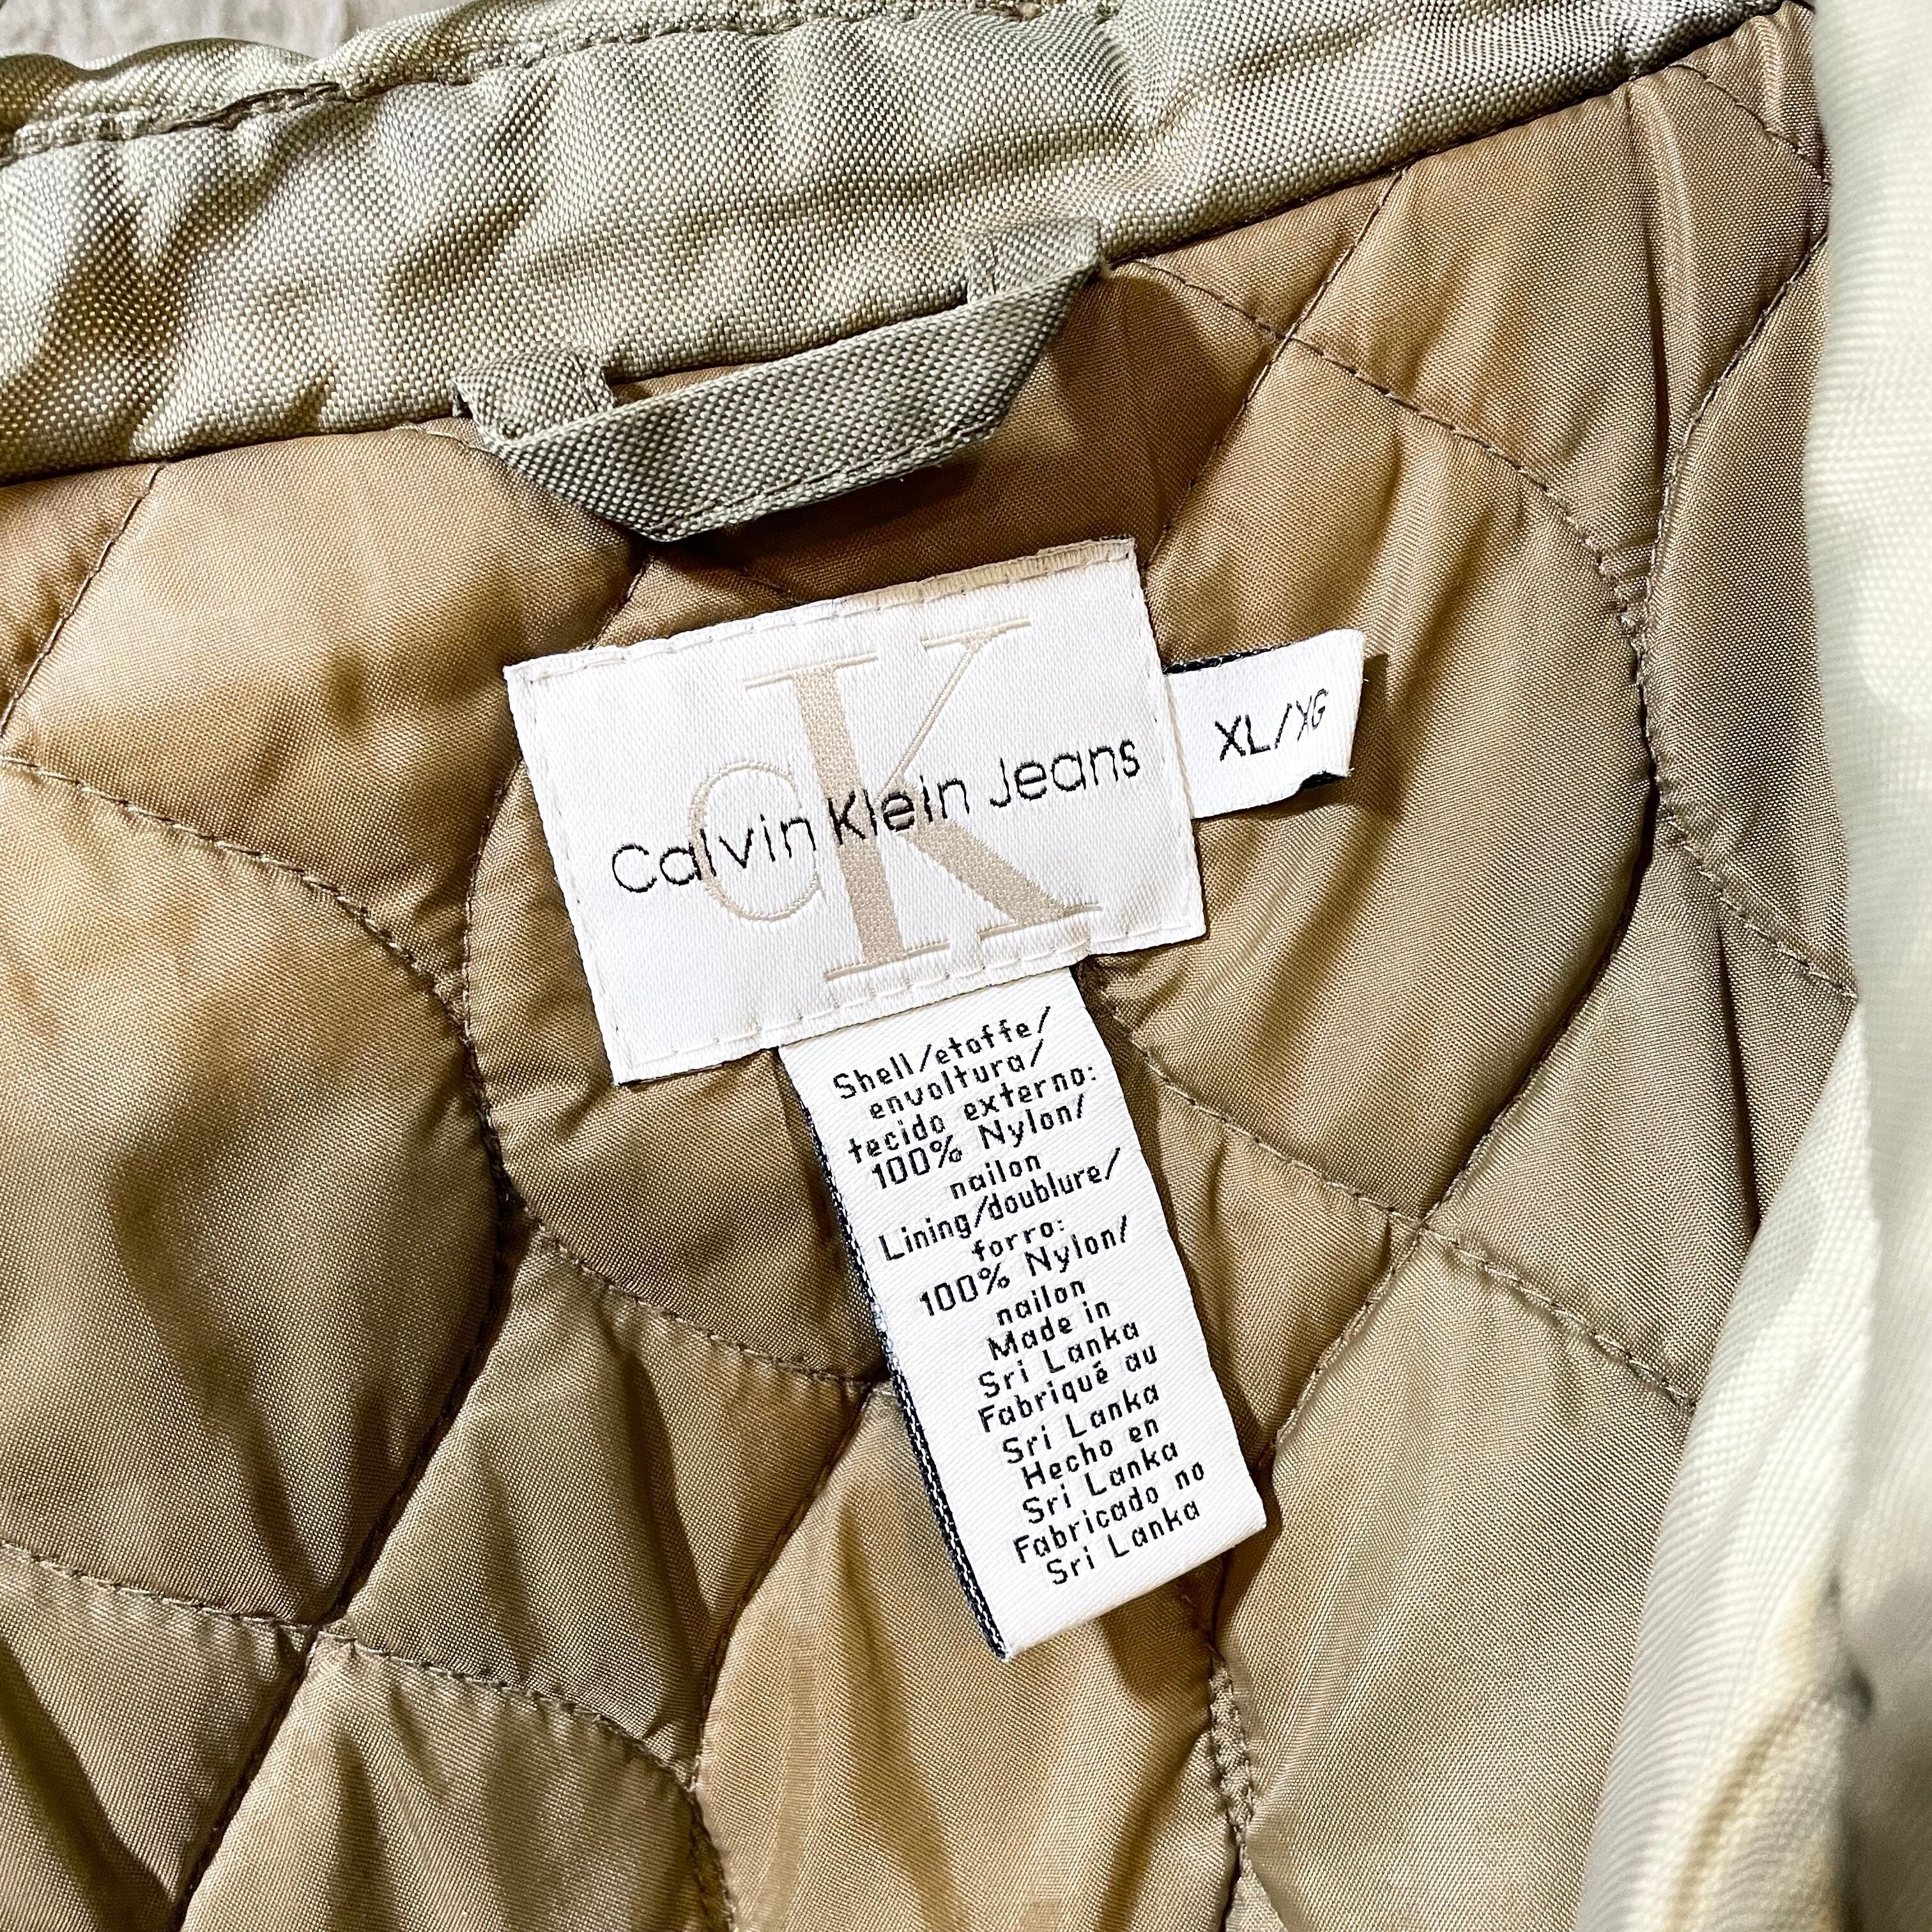 CK
Calvin Klein Jeans
XL/XG
Shell/etoffe/
envoltura/
tecido externo:
100% Nylon/
nailon
Lining/doublure/
forro:
100% Nylon/
nailon
Made in
Sri Lanka
Fabriqué au
Sri Lanka
Hecho en
Sri Lanka
Fabricado no
Sri Lanka